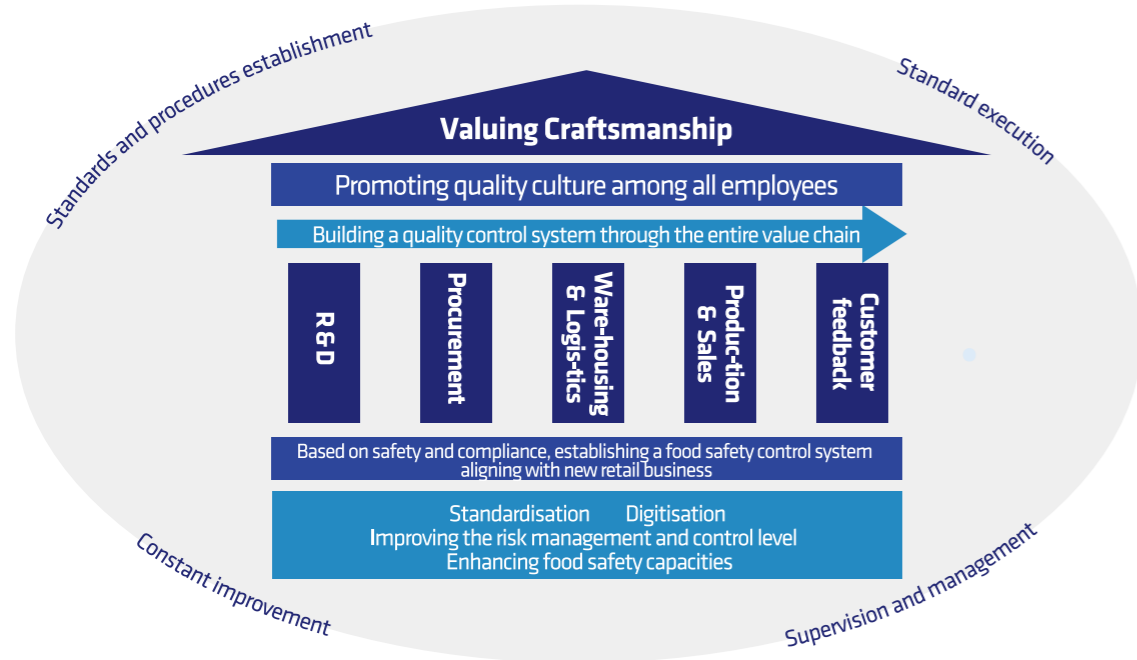 Standards and procedures establishment
Standard execution
Valuing Craftsmanship
Promoting quality culture among all employees
Building a quality control system through the entire value chain
R & D
Procurement
Ware-housing
& Logis-tics
Produc-tion
& Sales
Customer
feedback
Based on safety and compliance, establishing a food safety control system
aligning with new retail business
Standardisation Digitisation
Improving the risk management and control level
Enhancing food safety capacities
Constant improvement
Supervision and management